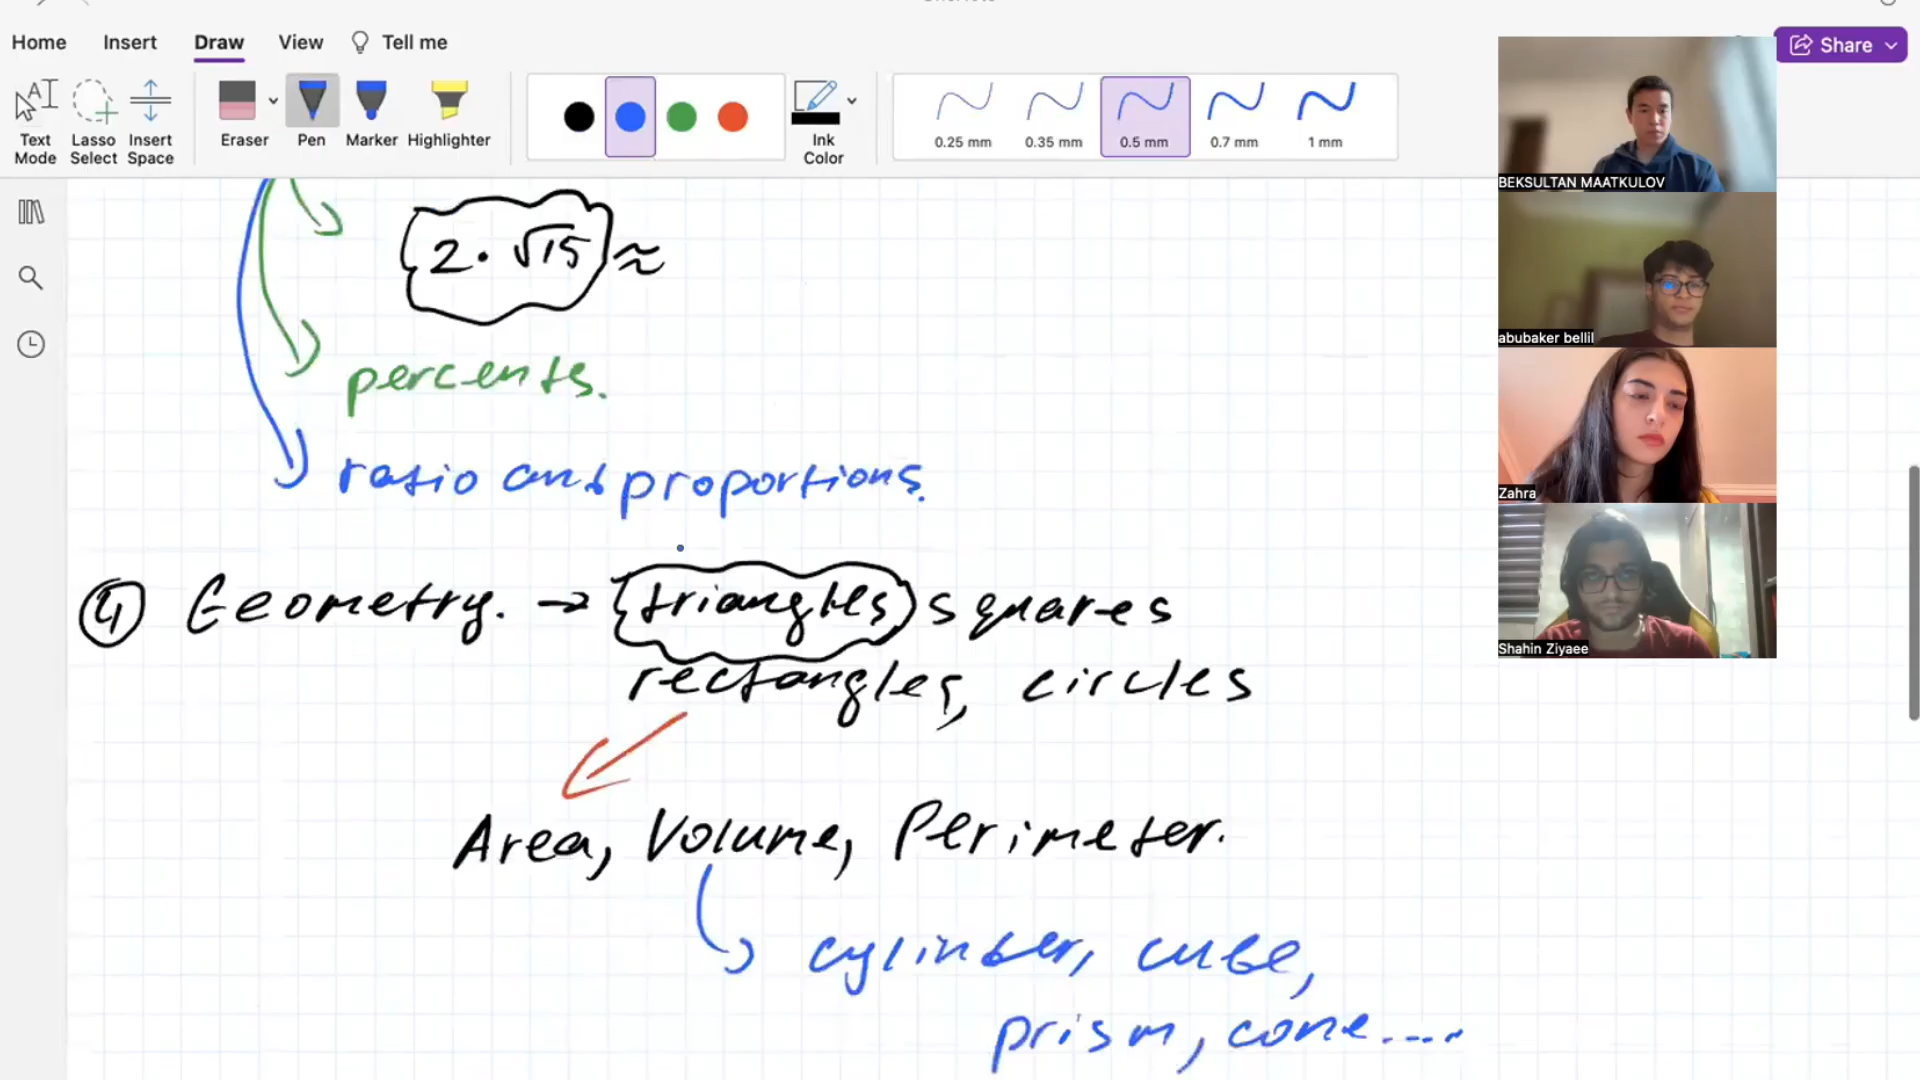 Home Insert Draw View Tell me
Share
Text Mode
Lasso Select
Insert Space
Eraser
Pen
Marker
Highlighter
Ink Color
0.25 mm
0.35 mm
0.5 mm
0.7 mm
1 mm
BEKSULTAN MAATKULOV
abubaker bellil
Zahra
Shahin Ziyaee
2 · √15 ≈
percents.
ratio and proportions.
④ Geometry. → triangles squares
rectangles, circles
Area, Volume, Perimeter.
cylinder, cube,
prism, cone....